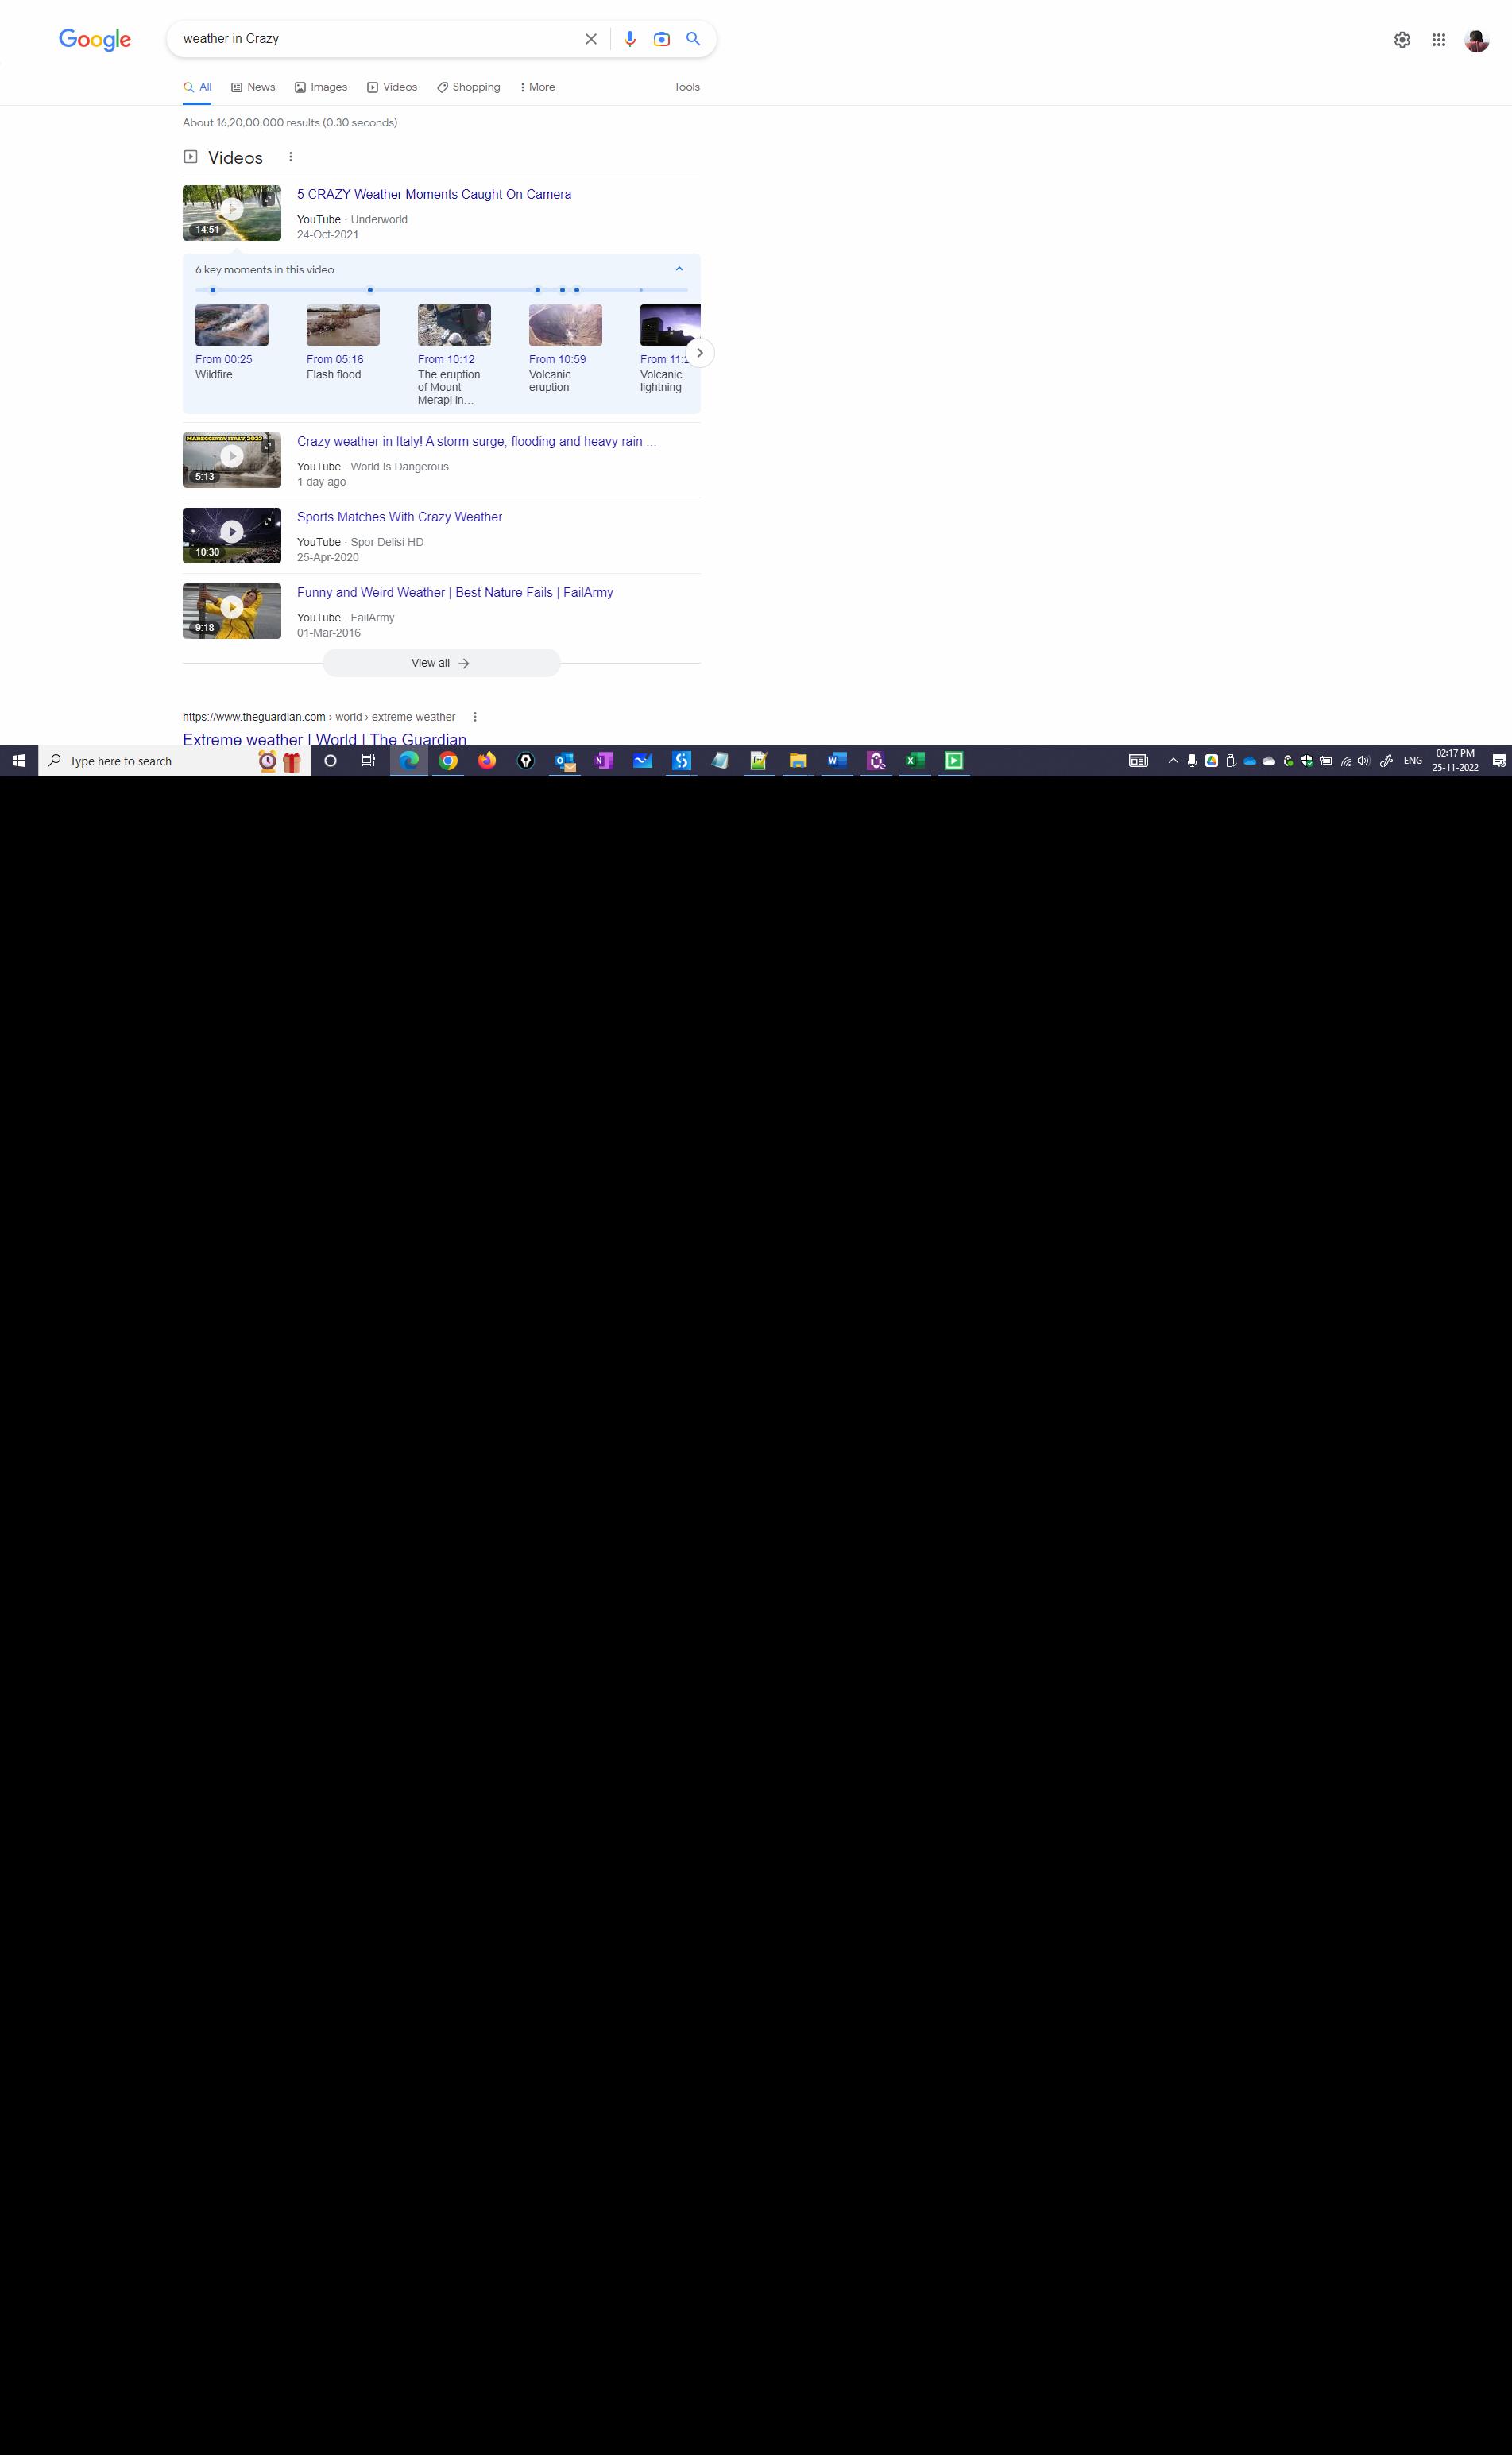 Google
weather in Crazy
All News Images Videos Shopping More Tools
About 16,20,00,000 results (0.30 seconds)
Videos
5 CRAZY Weather Moments Caught On Camera
14:51
YouTube · Underworld
24-Oct-2021
6 key moments in this video
From 00:25
Wildfire
From 05:16
Flash flood
From 10:12
The eruption
of Mount
Merapi in...
From 10:59
Volcanic
eruption
From 11:2
Volcanic
lightning
MAREGGIATA ITALY, 2022
5:13
Crazy weather in Italy! A storm surge, flooding and heavy rain ...
YouTube · World Is Dangerous
1 day ago
10:30
Sports Matches With Crazy Weather
YouTube · Spor Delisi HD
25-Apr-2020
9:18
Funny and Weird Weather | Best Nature Fails | FailArmy
YouTube · FailArmy
01-Mar-2016
View all
https://www.theguardian.com › world › extreme-weather
Extreme weather | World | The Guardian
Type here to search
ENG
02:17 PM
25-11-2022